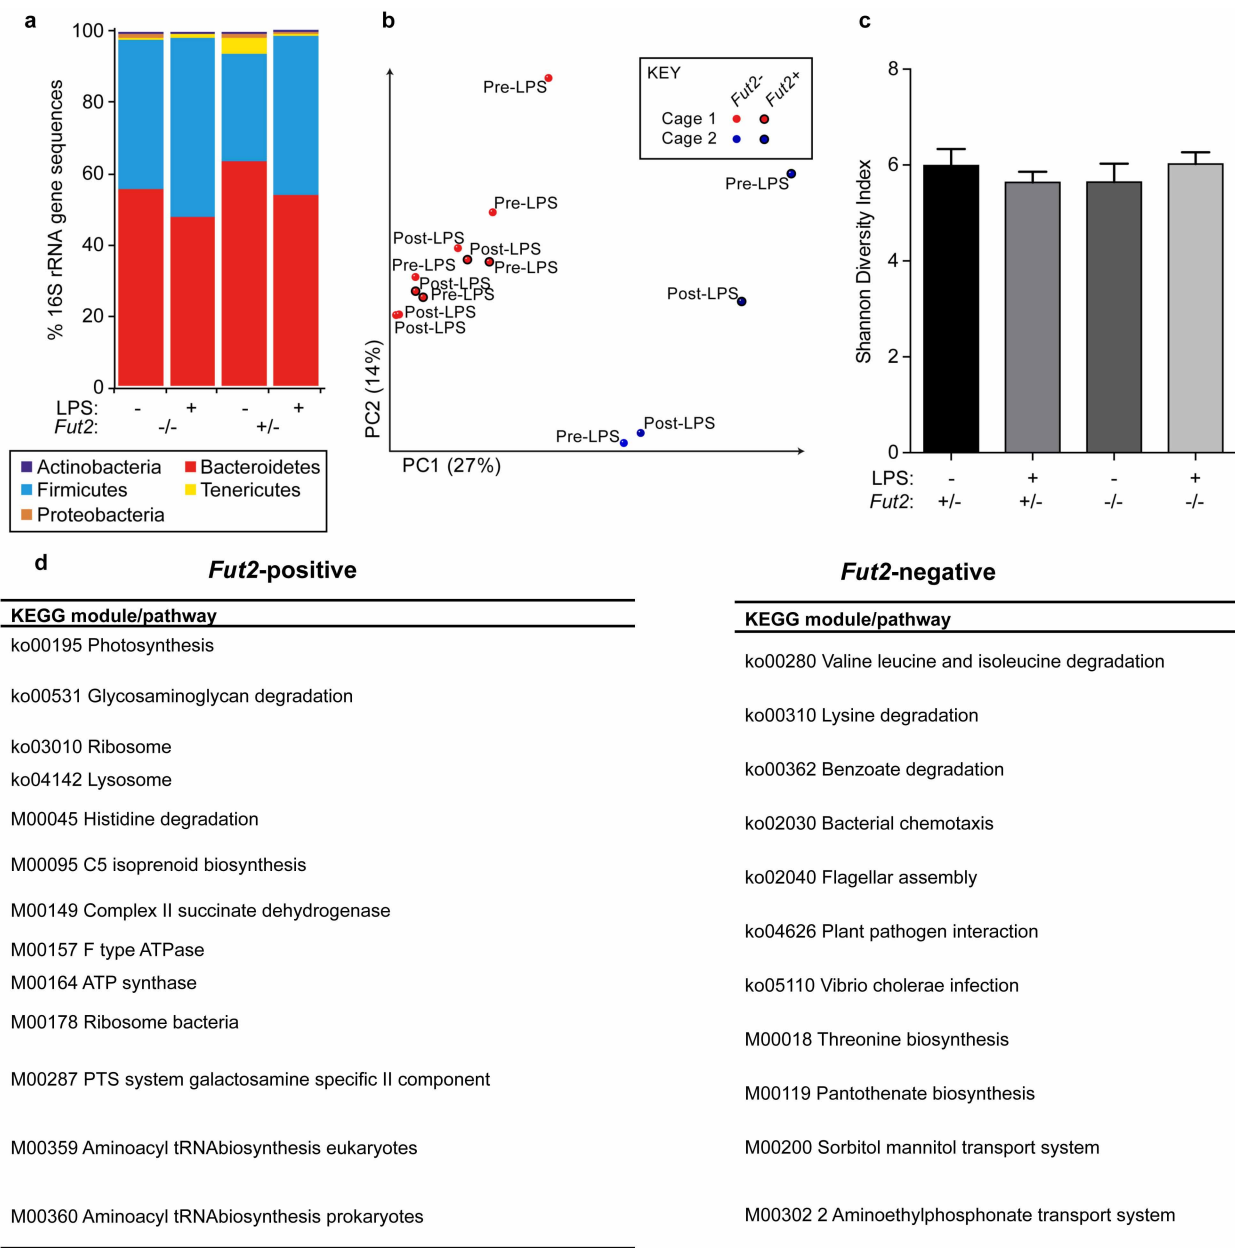 a
% 16S rRNA gene sequences
100
80
60
40
20
0
LPS: - + - +
Fut2: -/- +/-
Actinobacteria Bacteroidetes
Firmicutes Tenericutes
Proteobacteria
b
Pre-LPS
KEY
Fut2- Fut2+
Cage 1
Cage 2
Pre-LPS
Pre-LPS
Post-LPS
Post-LPS
Pre-LPS
Pre-LPS
Post-LPS
Pre-LPS
Post-LPS
Post-LPS
Post-LPS
Post-LPS
Pre-LPS
PC2 (14%)
PC1 (27%)
c
Shannon Diversity Index
8
6
4
2
0
LPS: - + - +
Fut2: +/- +/- -/- -/-
d
Fut2-positive
KEGG module/pathway
ko00195 Photosynthesis
ko00531 Glycosaminoglycan degradation
ko03010 Ribosome
ko04142 Lysosome
M00045 Histidine degradation
M00095 C5 isoprenoid biosynthesis
M00149 Complex II succinate dehydrogenase
M00157 F type ATPase
M00164 ATP synthase
M00178 Ribosome bacteria
M00287 PTS system galactosamine specific II component
M00359 Aminoacyl tRNAbiosynthesis eukaryotes
M00360 Aminoacyl tRNAbiosynthesis prokaryotes
Fut2-negative
KEGG module/pathway
ko00280 Valine leucine and isoleucine degradation
ko00310 Lysine degradation
ko00362 Benzoate degradation
ko02030 Bacterial chemotaxis
ko02040 Flagellar assembly
ko04626 Plant pathogen interaction
ko05110 Vibrio cholerae infection
M00018 Threonine biosynthesis
M00119 Pantothenate biosynthesis
M00200 Sorbitol mannitol transport system
M00302 2 Aminoethylphosphonate transport system